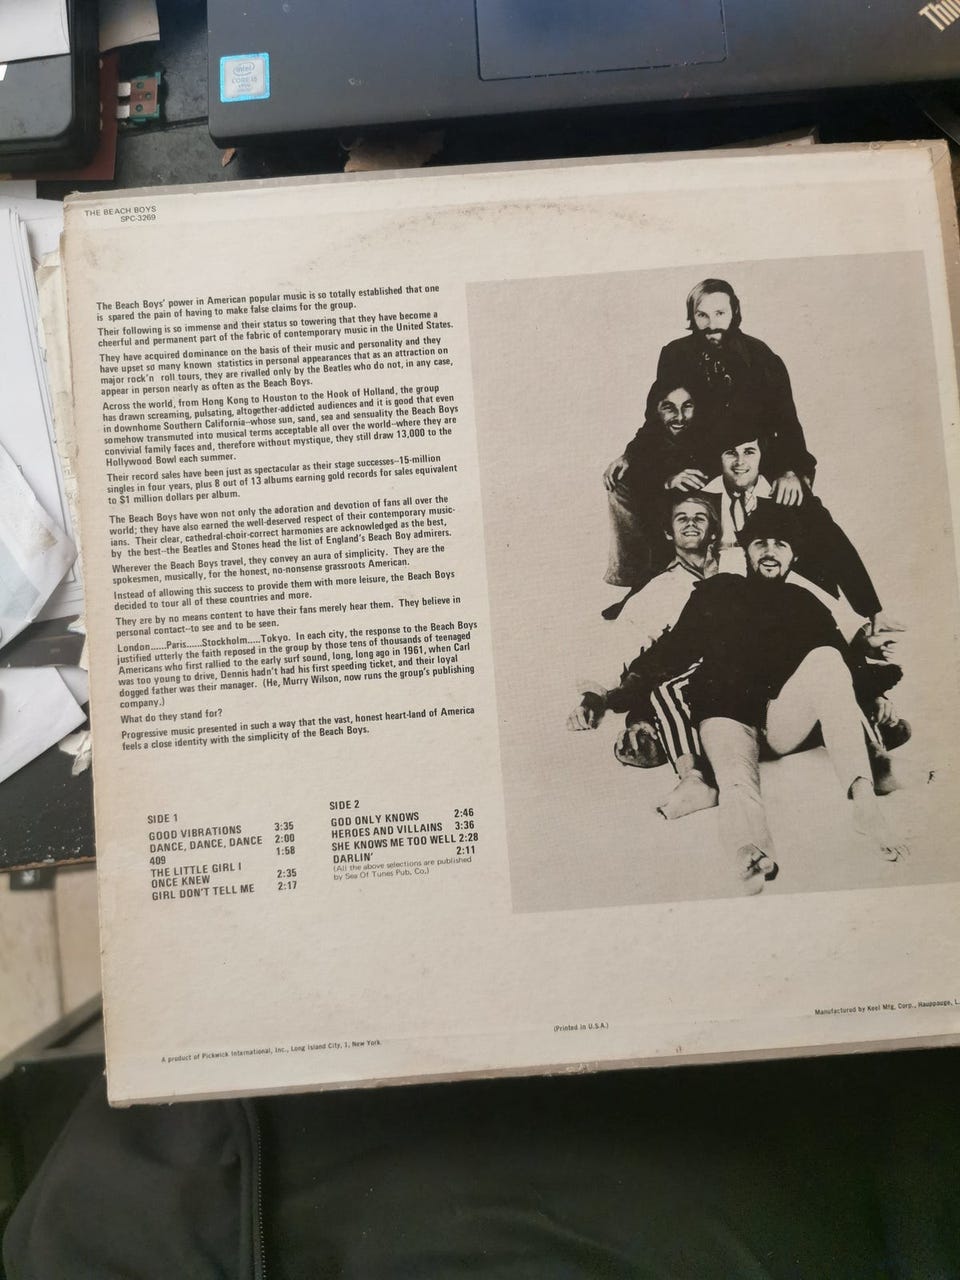 intel
CORE i5
Thin
THE BEACH BOYS
SPC-3269
The Beach Boys' power in American popular music is so totally established that one
is spared the pain of having to make false claims for the group.
Their following is so immense and their status so towering that they have become a
cheerful and permanent part of the fabric of contemporary music in the United States.
They have acquired dominance on the basis of their music and personality and they
have upset so many known statistics in personal appearances that as an attraction on
major rock'n roll tours, they are rivalled only by the Beatles who do not, in any case,
appear in person nearly as often as the Beach Boys.
Across the world, from Hong Kong to Houston to the Hook of Holland, the group
has drawn screaming, pulsating, altogether-addicted audiences and it is good that even
in downhome Southern California--whose sun, sand, sea and sensuality the Beach Boys
somehow transmuted into musical terms acceptable all over the world--where they are
convivial family faces and, therefore without mystique, they still draw 13,000 to the
Hollywood Bowl each summer.
Their record sales have been just as spectacular as their stage successes--15-million
singles in four years, plus 8 out of 13 albums earning gold records for sales equivalent
to $1 million dollars per album.
The Beach Boys have won not only the adoration and devotion of fans all over the
world; they have also earned the well-deserved respect of their contemporary music-
ians. Their clear, cathedral-choir-correct harmonies are acknowledged as the best,
by the best--the Beatles and Stones head the list of England's Beach Boy admirers.
Wherever the Beach Boys travel, they convey an aura of simplicity. They are the
spokesmen, musically, for the honest, no-nonsense grassroots American.
Instead of allowing this success to provide them with more leisure, the Beach Boys
decided to tour all of these countries and more.
They are by no means content to have their fans merely hear them. They believe in
personal contact--to see and to be seen.
London......Paris......Stockholm.....Tokyo. In each city, the response to the Beach Boys
justified utterly the faith reposed in the group by those tens of thousands of teenaged
Americans who first rallied to the early surf sound, long, long ago in 1961, when Carl
was too young to drive, Dennis hadn't had his first speeding ticket, and their loyal
dogged father was their manager. (He, Murry Wilson, now runs the group's publishing
company.)
What do they stand for?
Progressive music presented in such a way that the vast, honest heart-land of America
feels a close identity with the simplicity of the Beach Boys.
SIDE 1
GOOD VIBRATIONS 3:35
DANCE, DANCE, DANCE 2:00
409 1:58
THE LITTLE GIRL I
ONCE KNEW 2:35
GIRL DON'T TELL ME 2:17
SIDE 2
GOD ONLY KNOWS 2:46
HEROES AND VILLAINS 3:36
SHE KNOWS ME TOO WELL 2:28
DARLIN' 2:11
(All the above selections are published
by Sea Of Tunes Pub. Co.)
A product of Pickwick International, Inc., Long Island City, 1, New York.
(Printed in U.S.A.)
Manufactured by Keel Mfg. Corp., Hauppauge, L.